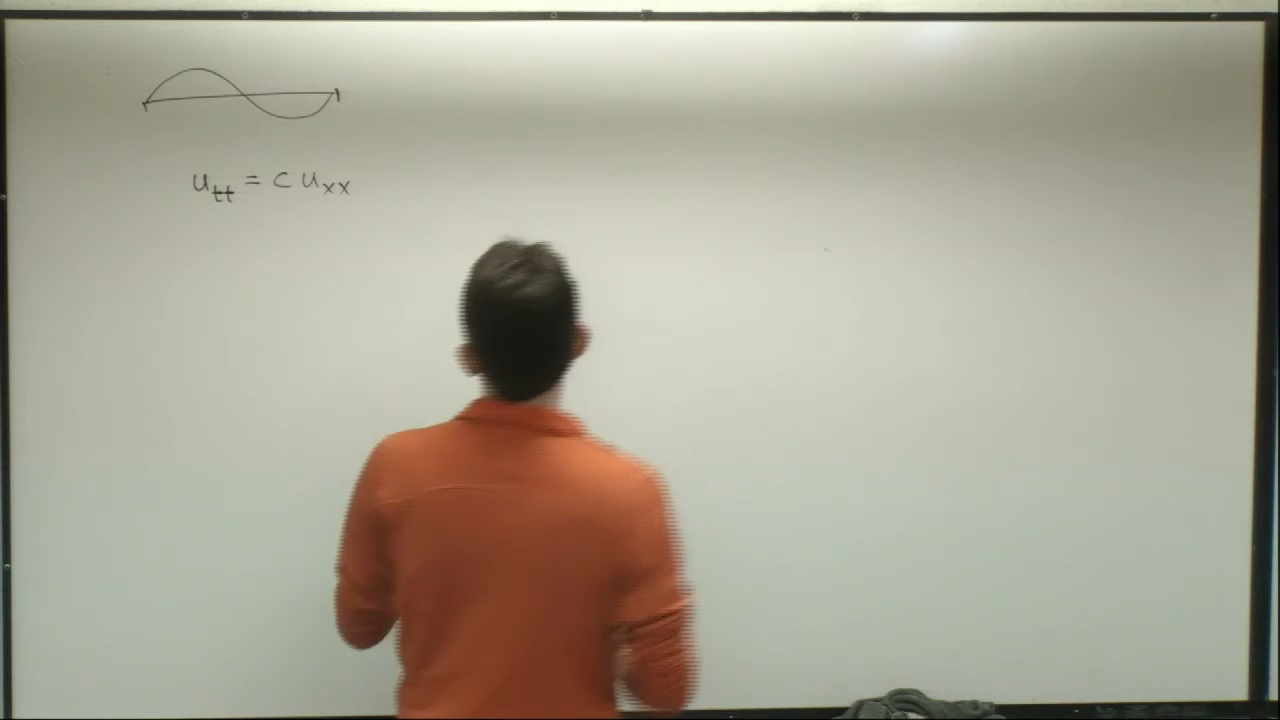 u_tt = c u_xx